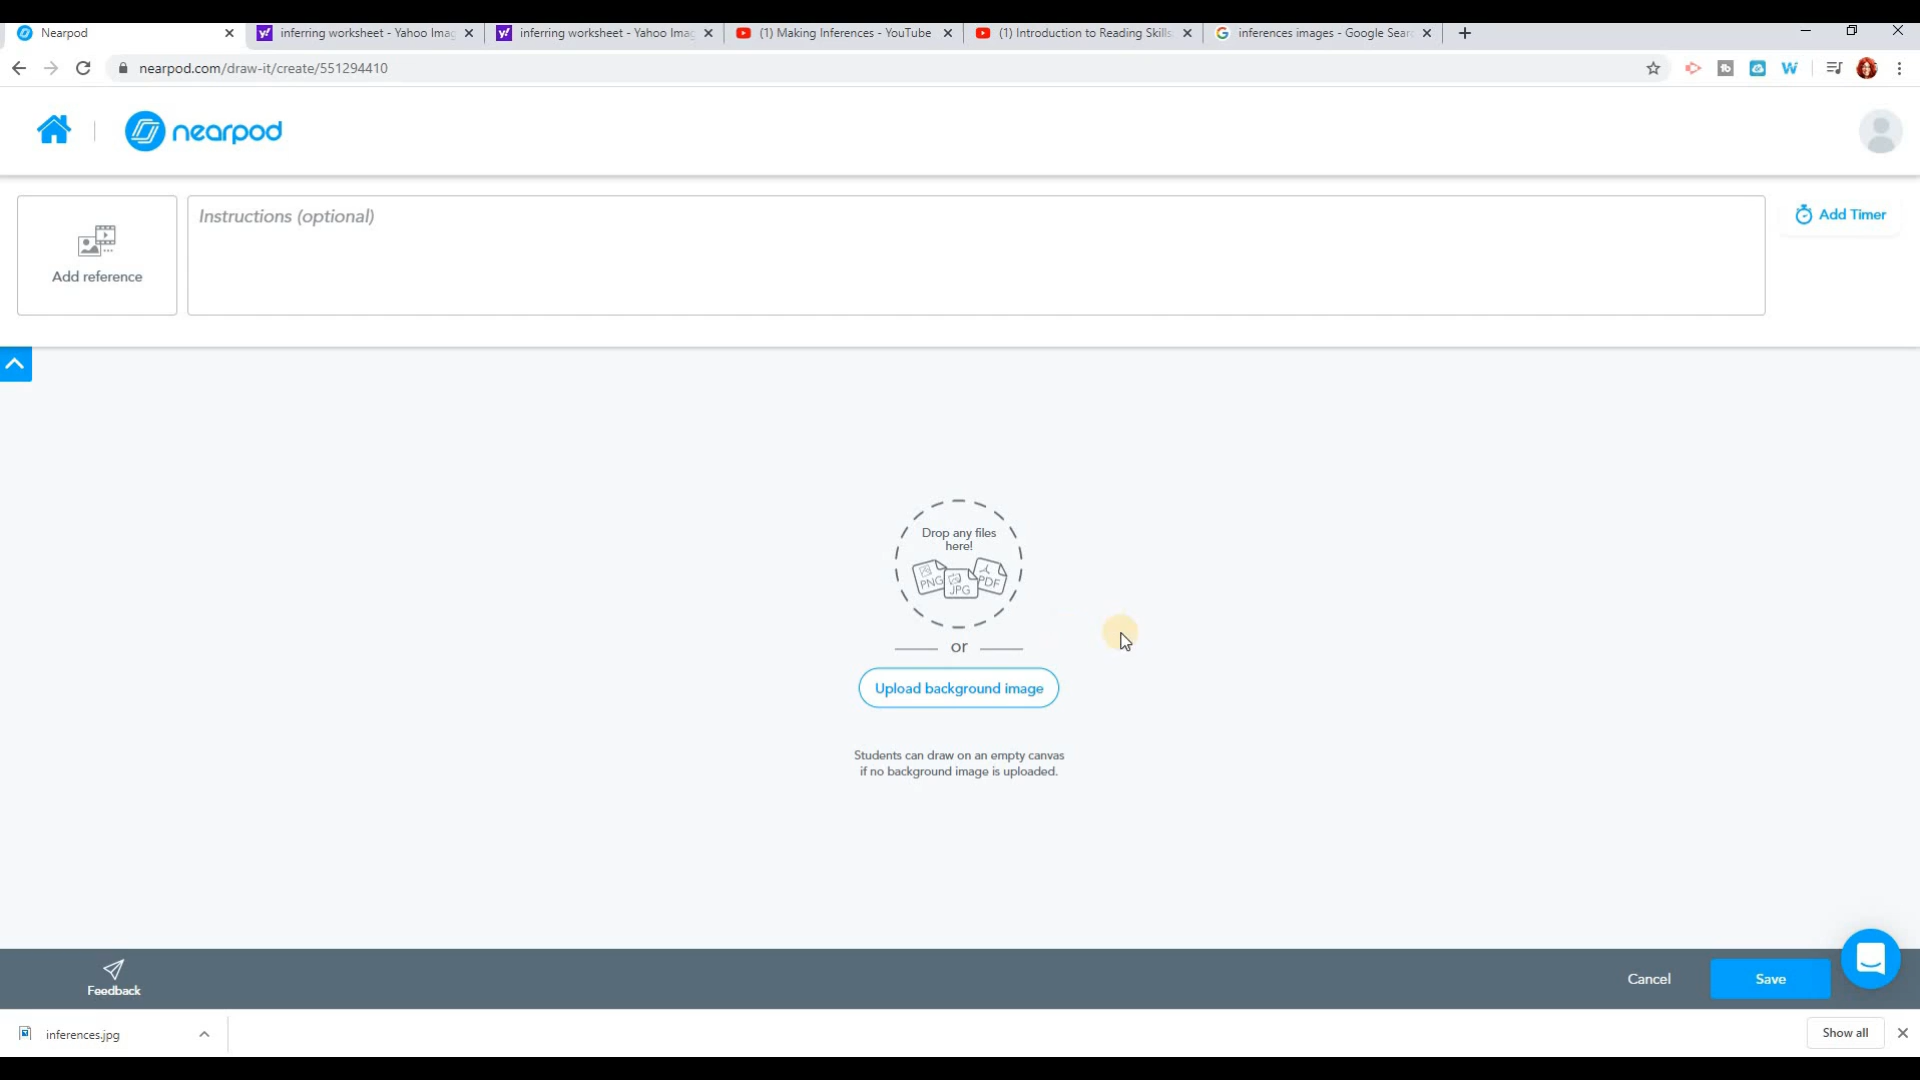 Nearpod
inferring worksheet - Yahoo Imag
inferring worksheet - Yahoo Imag
(1) Making Inferences - YouTube
(1) Introduction to Reading Skills
inferences images - Google Sear
nearpod.com/draw-it/create/551294410
W
nearpod
Add reference
Instructions (optional)
Add Timer
Drop any files
here!
PNG
JPG
PDF
or
Upload background image
Students can draw on an empty canvas
if no background image is uploaded.
Feedback
Cancel
Save
inferences.jpg
Show all